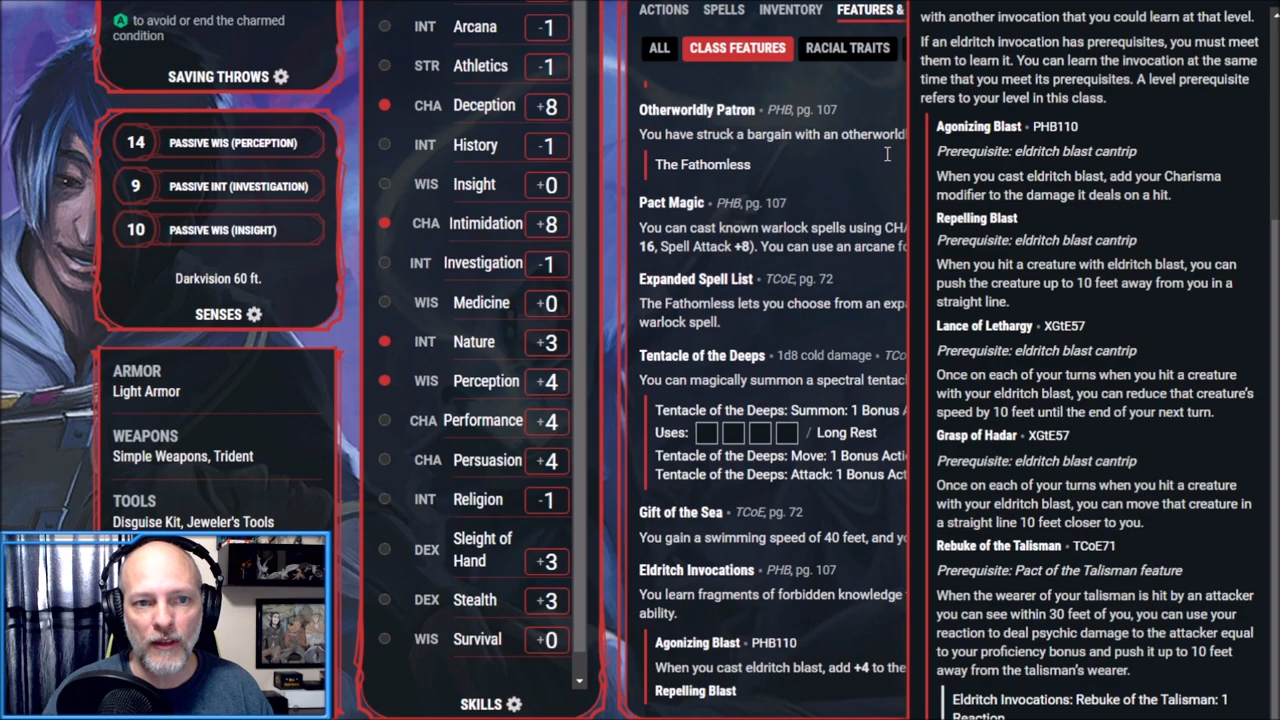 A to avoid or end the charmed
condition
SAVING THROWS
14 PASSIVE WIS (PERCEPTION)
9 PASSIVE INT (INVESTIGATION)
10 PASSIVE WIS (INSIGHT)
Darkvision 60 ft.
SENSES
ARMOR
Light Armor
WEAPONS
Simple Weapons, Trident
TOOLS
Disguise Kit, Jeweler's Tools
INT Arcana -1
STR Athletics -1
CHA Deception +8
INT History -1
WIS Insight +0
CHA Intimidation +8
INT Investigation -1
WIS Medicine +0
INT Nature +3
WIS Perception +4
CHA Performance +4
CHA Persuasion +4
INT Religion -1
DEX Sleight of
Hand +3
DEX Stealth +3
WIS Survival +0
SKILLS
ACTIONS SPELLS INVENTORY FEATURES &
ALL CLASS FEATURES RACIAL TRAITS
Otherworldly Patron • PHB, pg. 107
You have struck a bargain with an otherworld
The Fathomless
Pact Magic • PHB, pg. 107
You can cast known warlock spells using CHA
16, Spell Attack +8). You can use an arcane fo
Expanded Spell List • TCoE, pg. 72
The Fathomless lets you choose from an expa
warlock spell.
Tentacle of the Deeps • 1d8 cold damage • TCo
You can magically summon a spectral tentac
Tentacle of the Deeps: Summon: 1 Bonus A
Uses: / Long Rest
Tentacle of the Deeps: Move: 1 Bonus Acti
Tentacle of the Deeps: Attack: 1 Bonus Act
Gift of the Sea • TCoE, pg. 72
You gain a swimming speed of 40 feet, and yo
Eldritch Invocations • PHB, pg. 107
You learn fragments of forbidden knowledge
ability.
Agonizing Blast • PHB110
When you cast eldritch blast, add +4 to the
Repelling Blast
with another invocation that you could learn at that level.
If an eldritch invocation has prerequisites, you must meet
them to learn it. You can learn the invocation at the same
time that you meet its prerequisites. A level prerequisite
refers to your level in this class.
Agonizing Blast • PHB110
Prerequisite: eldritch blast cantrip
When you cast eldritch blast, add your Charisma
modifier to the damage it deals on a hit.
Repelling Blast
Prerequisite: eldritch blast cantrip
When you hit a creature with eldritch blast, you can
push the creature up to 10 feet away from you in a
straight line.
Lance of Lethargy • XGtE57
Prerequisite: eldritch blast cantrip
Once on each of your turns when you hit a creature
with your eldritch blast, you can reduce that creature's
speed by 10 feet until the end of your next turn.
Grasp of Hadar • XGtE57
Prerequisite: eldritch blast cantrip
Once on each of your turns when you hit a creature
with your eldritch blast, you can move that creature in
a straight line 10 feet closer to you.
Rebuke of the Talisman • TCoE71
Prerequisite: Pact of the Talisman feature
When the wearer of your talisman is hit by an attacker
you can see within 30 feet of you, you can use your
reaction to deal psychic damage to the attacker equal
to your proficiency bonus and push it up to 10 feet
away from the talisman's wearer.
Eldritch Invocations: Rebuke of the Talisman: 1
Reaction